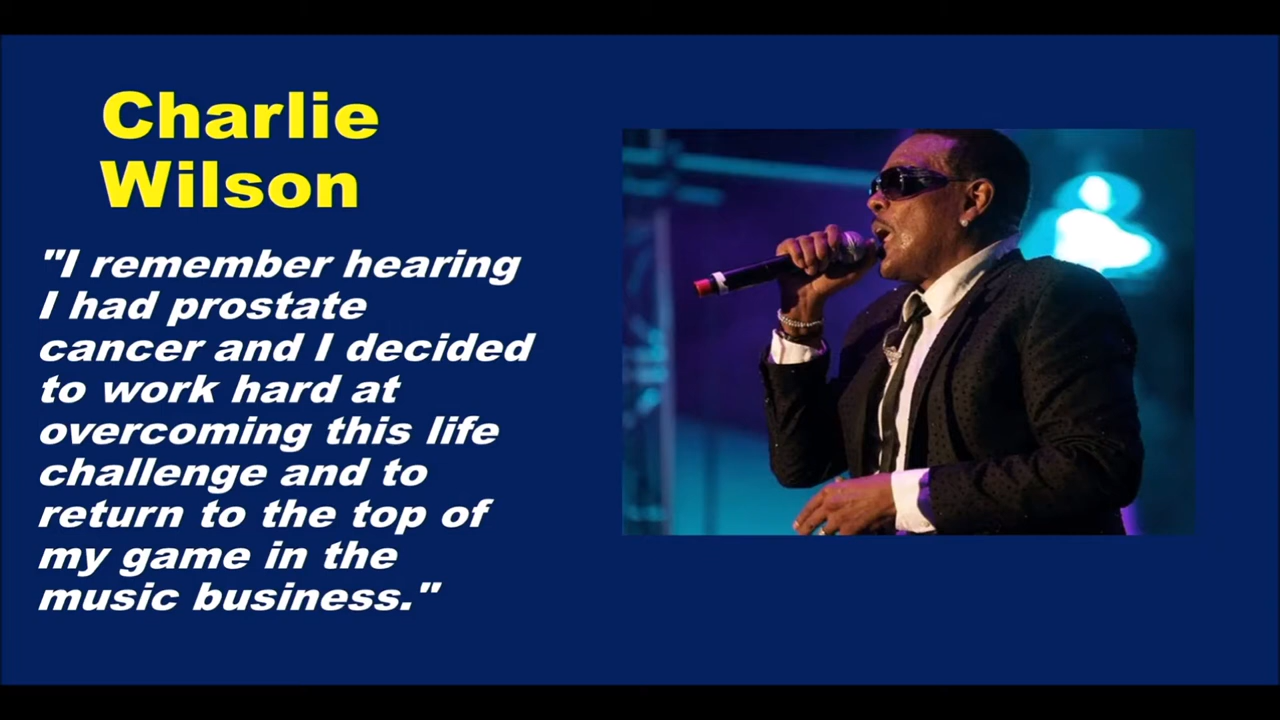 Charlie
Wilson
"I remember hearing
I had prostate
cancer and I decided
to work hard at
overcoming this life
challenge and to
return to the top of
my game in the
music business."